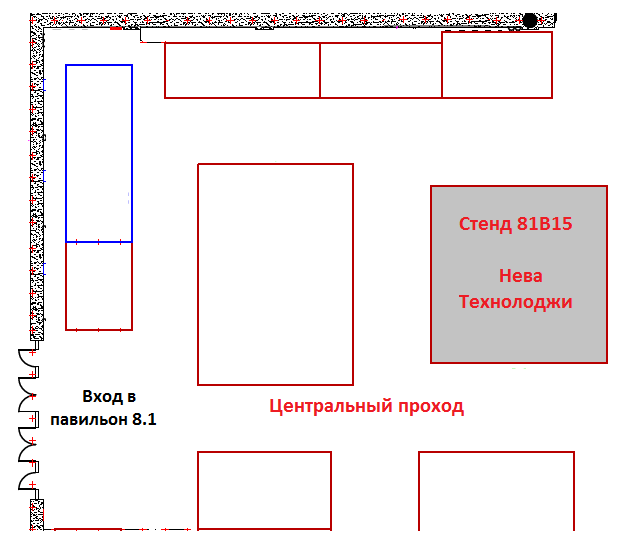 Стенд 81B15
Нева
Технолоджи
Вход в
павильон 8.1
Центральный проход